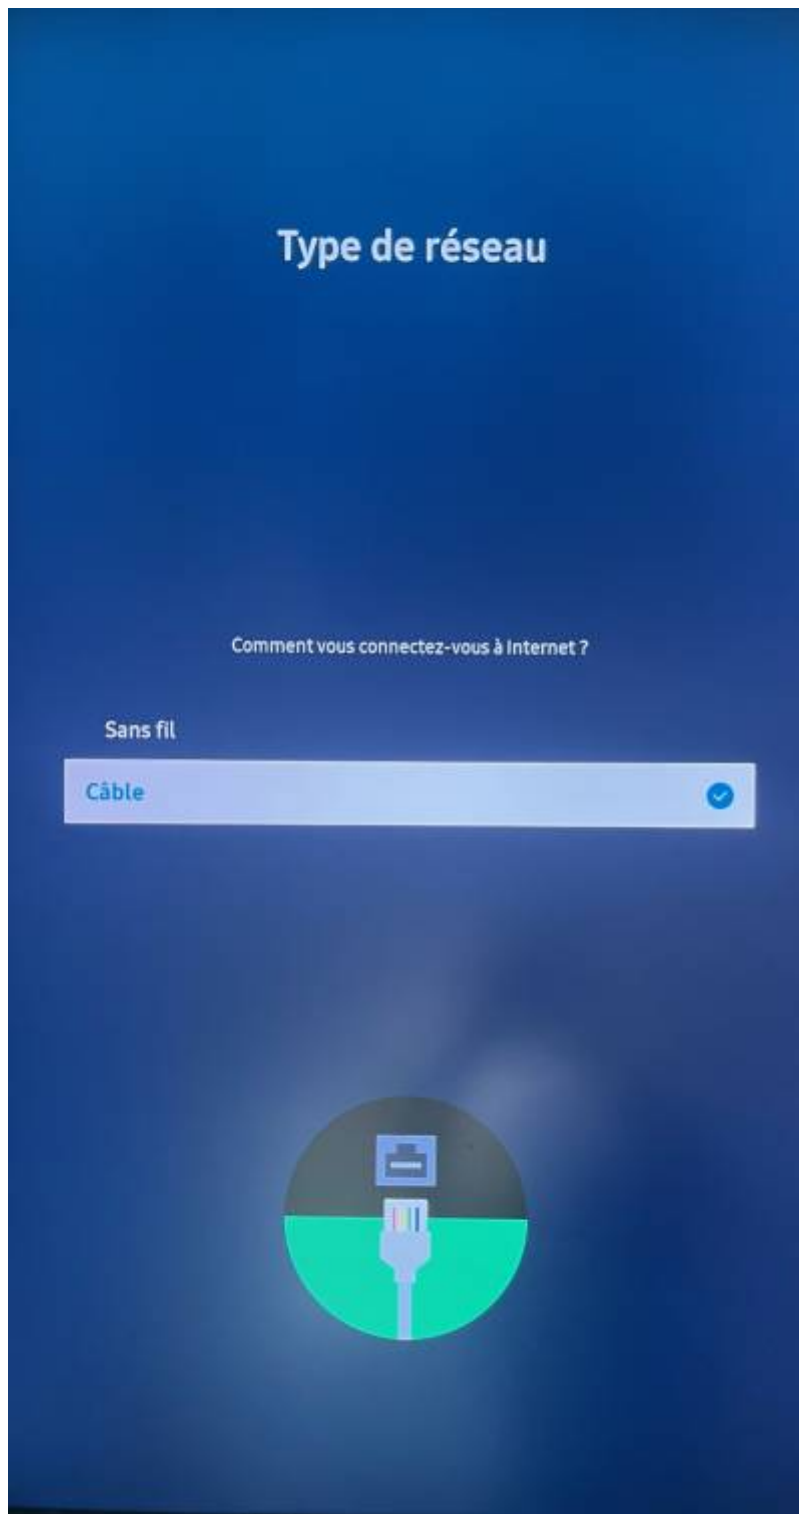 Type de réseau
Comment vous connectez-vous à Internet ?
Sans fil
Câble